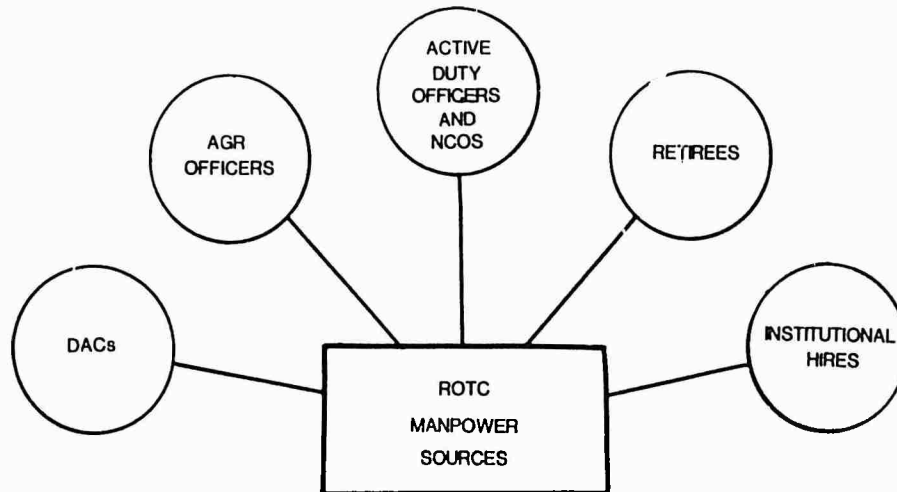 ACTIVE
DUTY
OFFICERS
AND
NCOS
AGR
OFFICERS
RETIREES
DACs
INSTITUTIONAL
HIRES
ROTC
MANPOWER
SOURCES